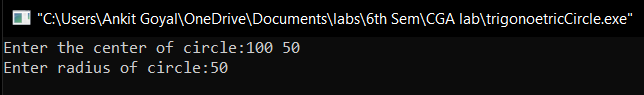 "C:\Users\Ankit Goyal\OneDrive\Documents\labs\6th Sem\CGA lab\trigonoetricCircle.exe"
Enter the center of circle:100 50
Enter radius of circle:50